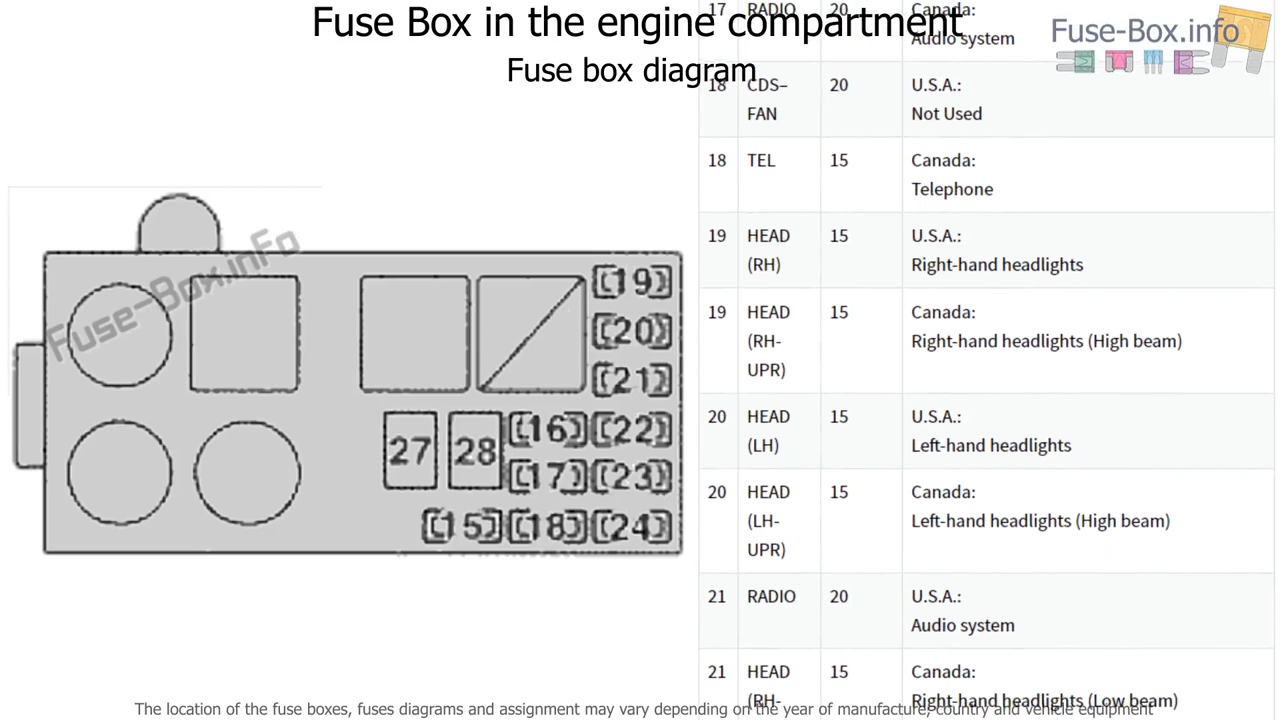 Fuse Box in the engine compartment
Fuse box diagram
Fuse-Box.info
17 RADIO 20 Canada:
Audio system
18 CDS– 20 U.S.A.:
FAN Not Used
18 TEL 15 Canada:
Telephone
19 HEAD 15 U.S.A.:
(RH) Right-hand headlights
19 HEAD 15 Canada:
(RH- Right-hand headlights (High beam)
UPR)
20 HEAD 15 U.S.A.:
(LH) Left-hand headlights
20 HEAD 15 Canada:
(LH- Left-hand headlights (High beam)
UPR)
21 RADIO 20 U.S.A.:
Audio system
21 HEAD 15 Canada:
(RH- Right-hand headlights (Low beam)
Fuse-Box.inFo
19
20
21
27 28 16 22
17 23
15 18 24
The location of the fuse boxes, fuses diagrams and assignment may vary depending on the year of manufacture, country and vehicle equipment